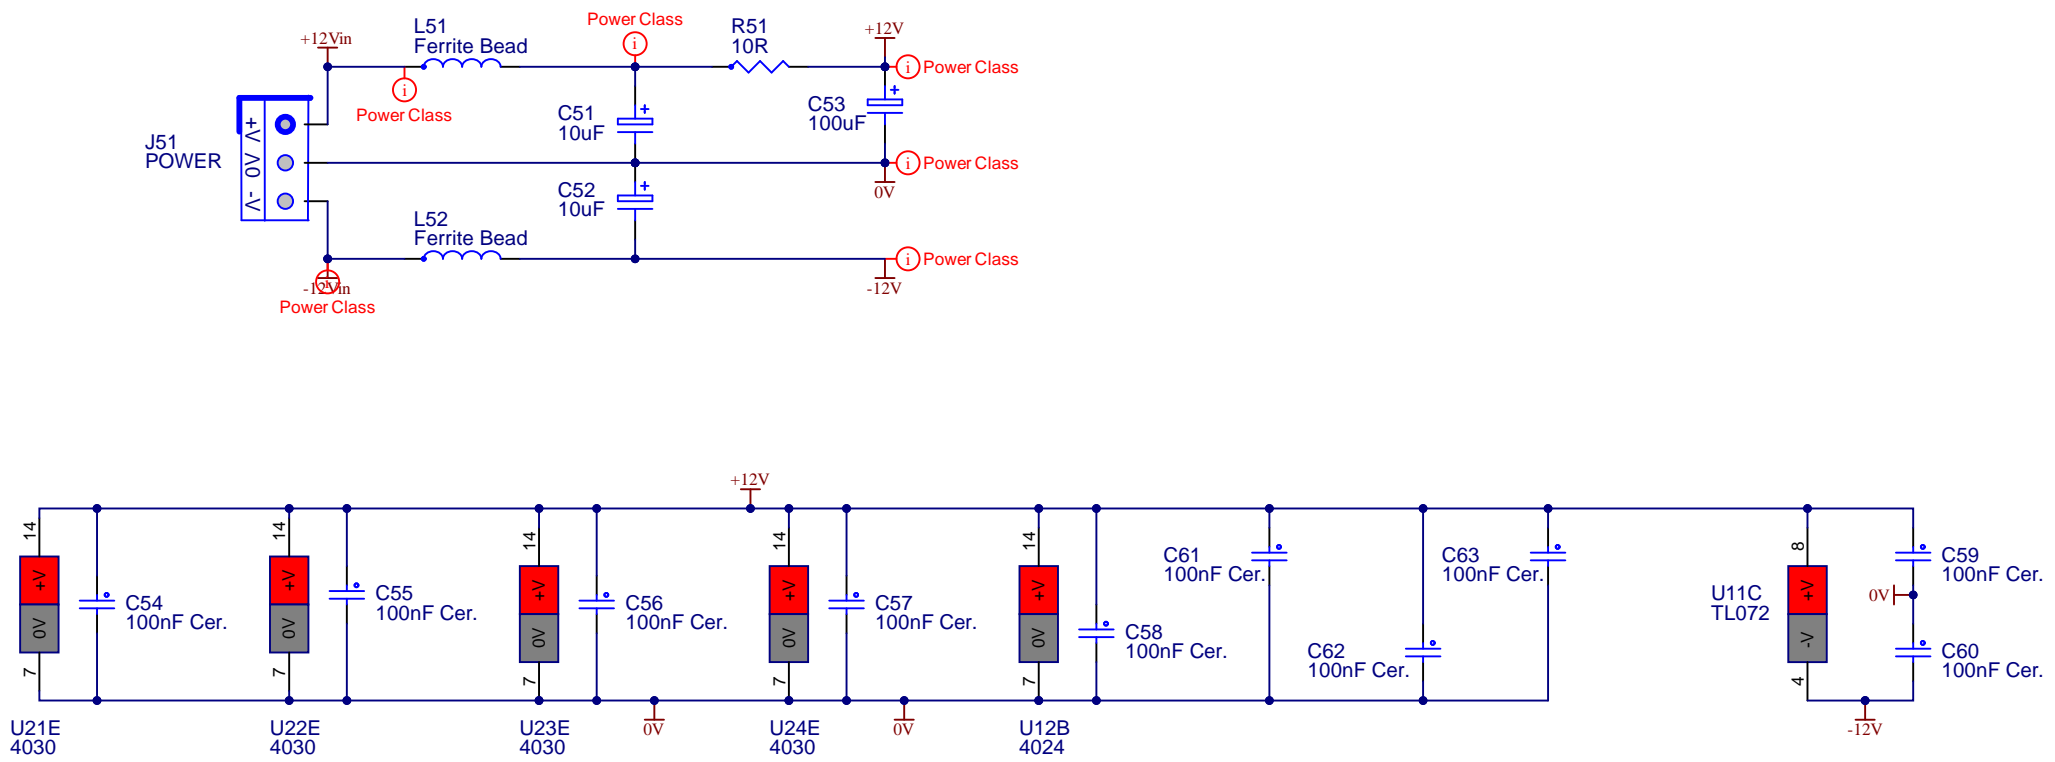 Power Class
L51
Ferrite Bead
R51
10R
+12Vin
+12V
i
i
Power Class
i
Power Class
C51
10uF
C53
100uF
J51
POWER
+V
0V
-V
i
Power Class
0V
C52
10uF
L52
Ferrite Bead
i
Power Class
-12Vin
-12V
Power Class
+12V
14
14
14
14
14
8
+V
0V
+V
0V
+V
0V
+V
0V
+V
0V
+V
-V
C54
100nF Cer.
C55
100nF Cer.
C56
100nF Cer.
C57
100nF Cer.
C58
100nF Cer.
C61
100nF Cer.
C62
100nF Cer.
C63
100nF Cer.
U11C
TL072
C59
100nF Cer.
0V
C60
100nF Cer.
7
7
7
7
7
4
U21E
4030
U22E
4030
U23E
4030
0V
U24E
4030
0V
U12B
4024
-12V